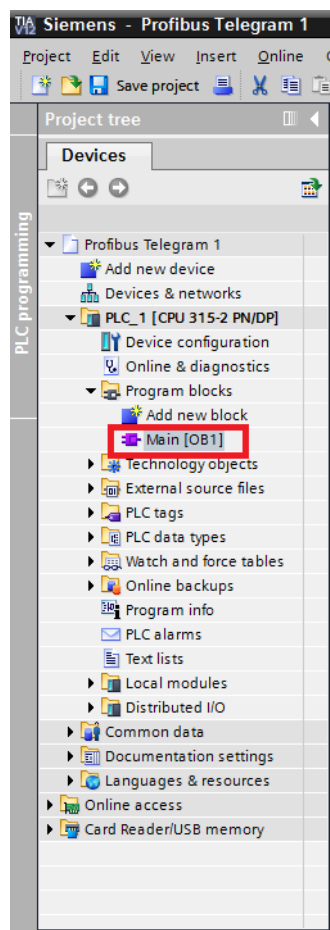 TIA V12 Siemens - Profibus Telegram 1
Project Edit View Insert Online
Save project
Project tree
Devices
PLC programming
Profibus Telegram 1
Add new device
Devices & networks
PLC_1 [CPU 315-2 PN/DP]
Device configuration
Online & diagnostics
Program blocks
Add new block
Main [OB1]
Technology objects
External source files
PLC tags
PLC data types
Watch and force tables
Online backups
Program info
PLC alarms
Text lists
Local modules
Distributed I/O
Common data
Documentation settings
Languages & resources
Online access
Card Reader/USB memory